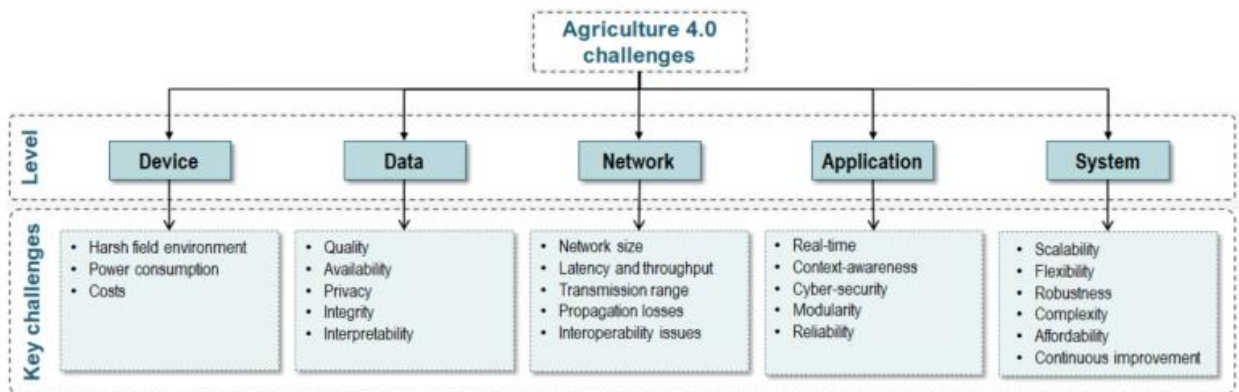 Agriculture 4.0
challenges
Level
Device
Data
Network
Application
System
Key challenges
• Harsh field environment
• Power consumption
• Costs
• Quality
• Availability
• Privacy
• Integrity
• Interpretability
• Network size
• Latency and throughput
• Transmission range
• Propagation losses
• Interoperability issues
• Real-time
• Context-awareness
• Cyber-security
• Modularity
• Reliability
• Scalability
• Flexibility
• Robustness
• Complexity
• Affordability
• Continuous improvement